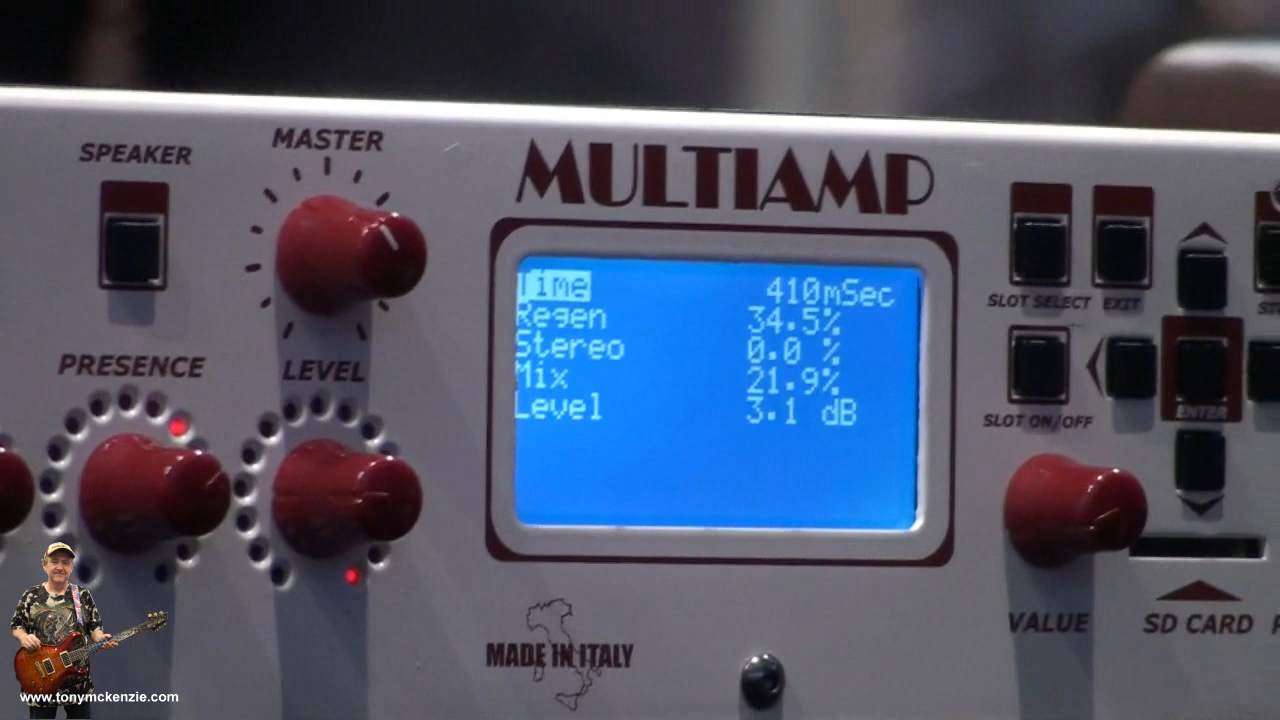 SPEAKER
MASTER
MULTIAMP
Time 410mSec
Regen 34.5%
Stereo 0.0 %
Mix 21.9%
Level 3.1 dB
SLOT SELECT
EXIT
SLOT ON/OFF
ENTER
PRESENCE
LEVEL
VALUE
SD CARD
MADE IN ITALY
www.tonymckenzie.com